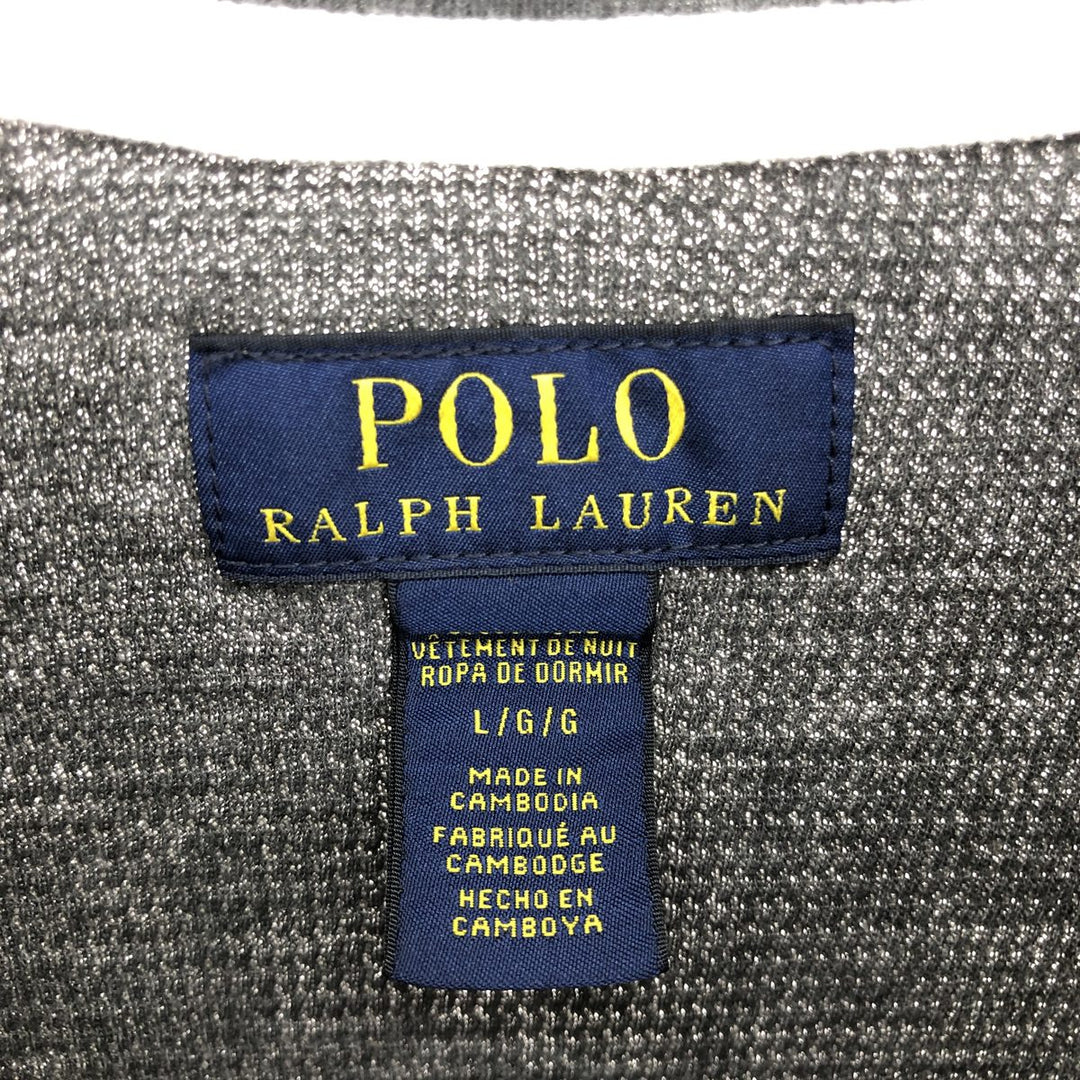 POLO
RALPH LAUREN
VÊTEMENT DE NUIT
ROPA DE DORMIR
L/G/G
MADE IN
CAMBODIA
FABRIQUÉ AU
CAMBODGE
HECHO EN
CAMBOYA